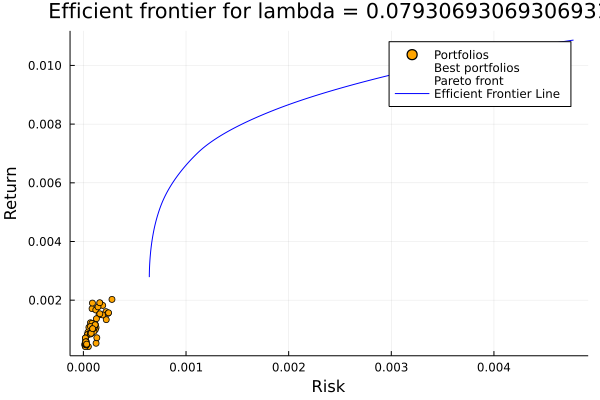 Efficient frontier for lambda = 0.0793069306930693
Portfolios
Best portfolios
Pareto front
Efficient Frontier Line
Return
0.010
0.008
0.006
0.004
0.002
0.000
0.001
0.002
0.003
0.004
Risk